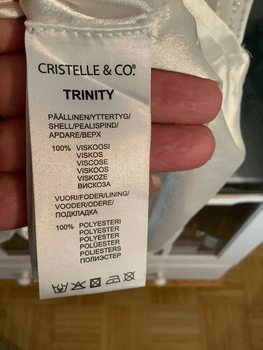 CRISTELLE & CO.®
TRINITY
PÄÄLLINEN/YTTERTYG/
SHELL/PEALISPIND/
APDARE/ВЕРХ
100% VISKOOSI
VISKOS
VISCOSE
VISKOOS
VISKOZE
ВИСКОЗА
VUORI/FODER/LINING/
VOODER/ODERE/
ПОДКЛАДКА
100% POLYESTERI
POLYESTER
POLYESTER
POLÜESTER
POLIESTERS
ПОЛИЭСТЕР